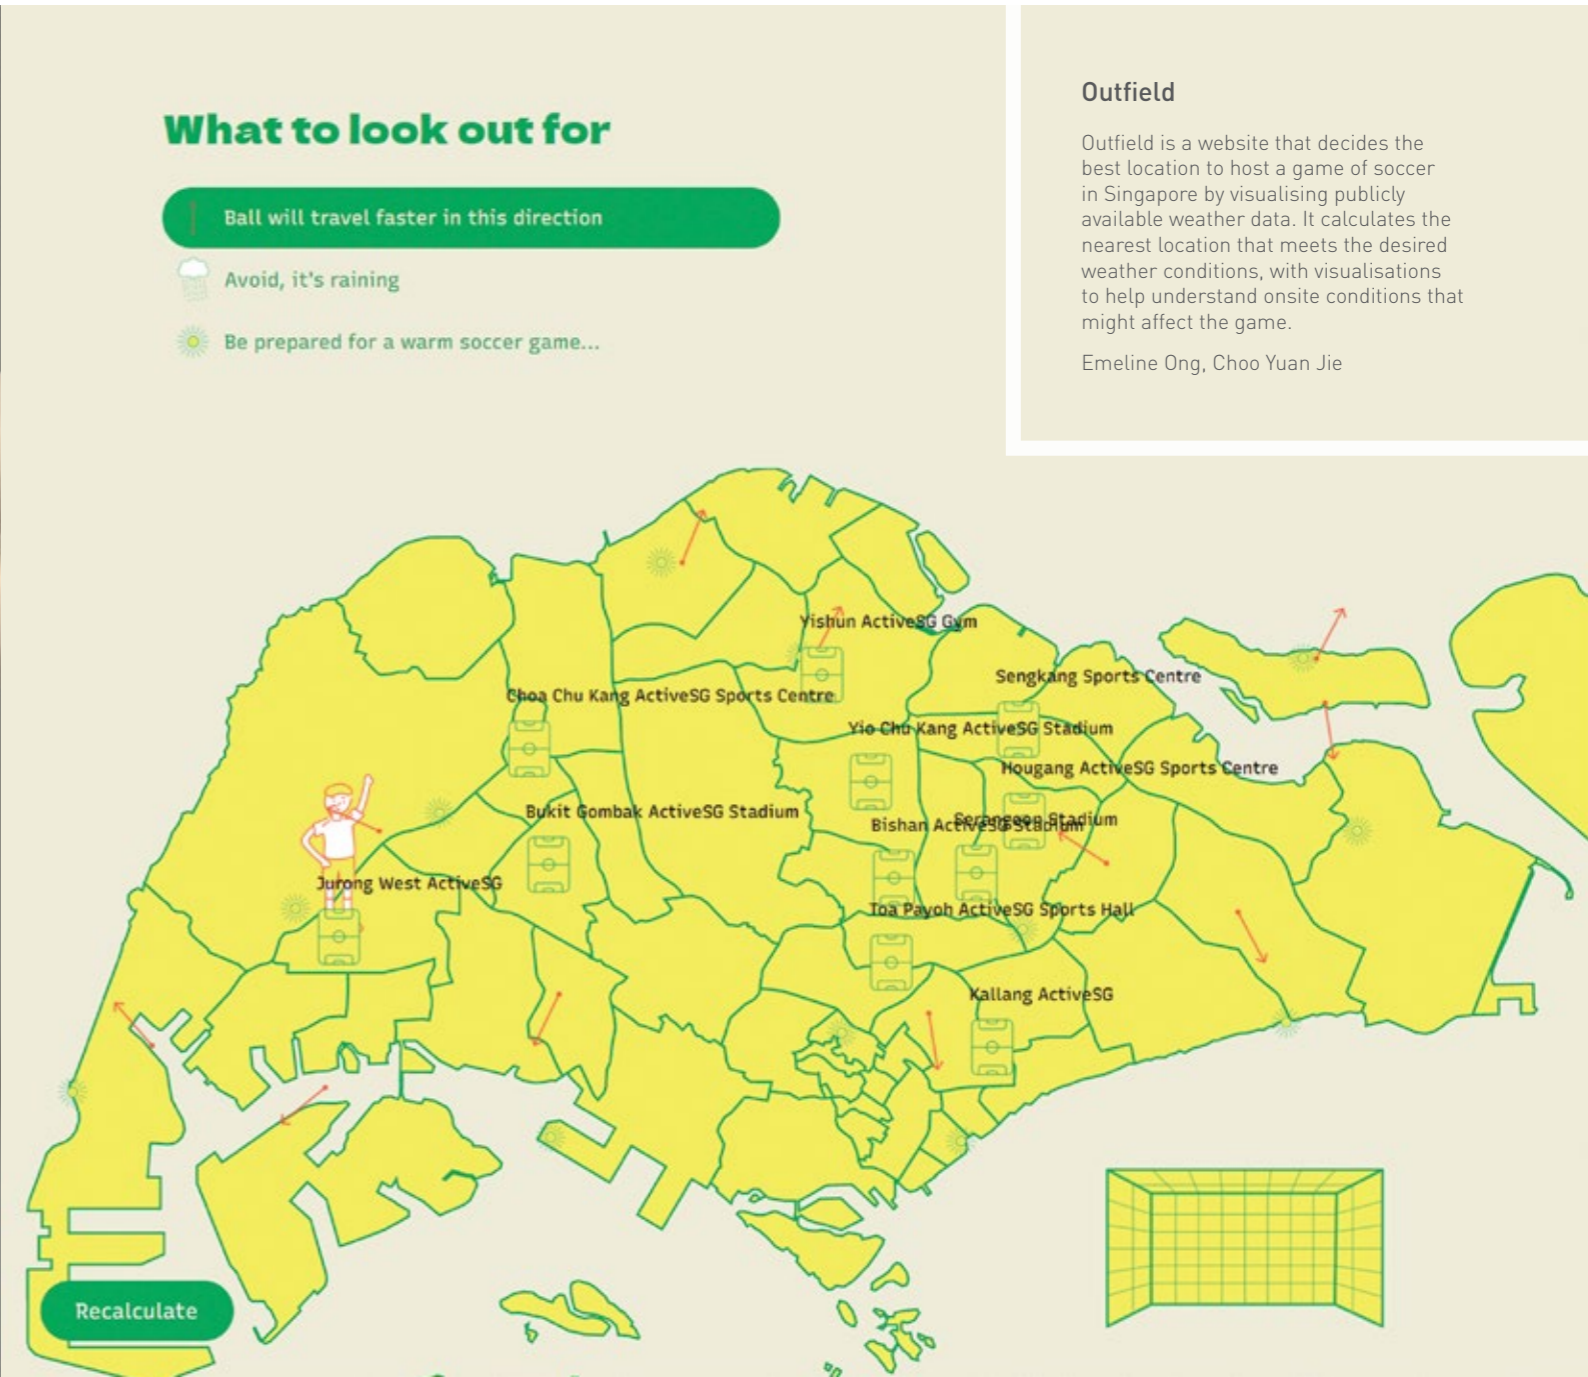 What to look out for
Ball will travel faster in this direction
Avoid, it's raining
Be prepared for a warm soccer game...
Outfield
Outfield is a website that decides the
best location to host a game of soccer
in Singapore by visualising publicly
available weather data. It calculates the
nearest location that meets the desired
weather conditions, with visualisations
to help understand onsite conditions that
might affect the game.
Emeline Ong, Choo Yuan Jie
Yishun ActiveSG Gym
Sengkang Sports Centre
Choa Chu Kang ActiveSG Sports Centre
Yio Chu Kang ActiveSG Stadium
Hougang ActiveSG Sports Centre
Bukit Gombak ActiveSG Stadium
Serangoon Stadium
Bishan ActiveSG Stadium
Jurong West ActiveSG
Toa Payoh ActiveSG Sports Hall
Kallang ActiveSG
Recalculate